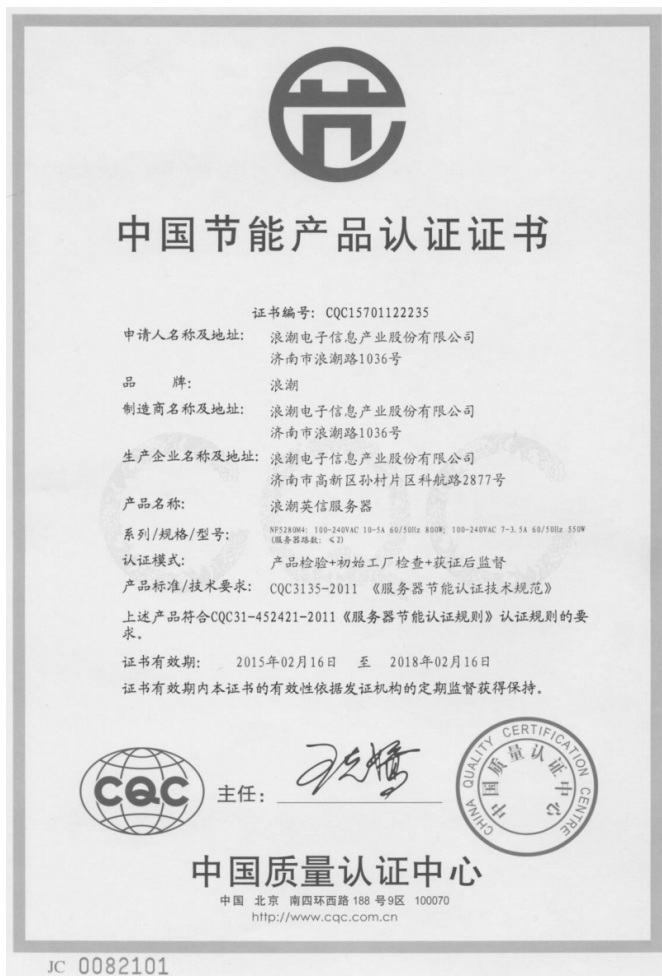 中国节能产品认证证书
证书编号: CQC15701122235
申请人名称及地址: 浪潮电子信息产业股份有限公司
济南市浪潮路1036号
品 牌: 浪潮
制造商名称及地址: 浪潮电子信息产业股份有限公司
济南市浪潮路1036号
生产企业名称及地址: 浪潮电子信息产业股份有限公司
济南市高新区孙村片区科航路2877号
产品名称: 浪潮英信服务器
系列/规格/型号: NF5280M4: 100-240VAC 10-5A 60/50Hz 800W; 100-240VAC 7-3.5A 60/50Hz 550W
(服务器路数: ≤2)
认证模式: 产品检验+初始工厂检查+获证后监督
产品标准/技术要求: CQC3135-2011 《服务器节能认证技术规范》
上述产品符合CQC31-452421-2011《服务器节能认证规则》认证规则的要
求。
证书有效期: 2015年02月16日 至 2018年02月16日
证书有效期内本证书的有效性依据发证机构的定期监督获得保持。
CQC
主任:
CHINA QUALITY CERTIFICATION CENTRE
中国质量认证中心
中国质量认证中心
中国 北京 南四环西路 188 号9区 100070
http://www.cqc.com.cn
JC 0082101